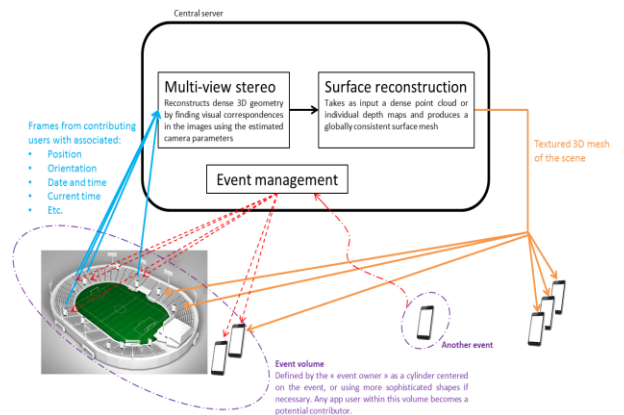 Central server
Multi-view stereo
Reconstructs dense 3D geometry
by finding visual correspondences
in the images using the estimated
camera parameters
Surface reconstruction
Takes as input a dense point cloud or
individual depth maps and produces a
globally consistent surface mesh
Event management
Frames from contributing
users with associated:
• Position
• Orientation
• Date and time
• Current time
• Etc.
Textured 3D mesh
of the scene
Another event
Event volume
Defined by the « event owner » as a cylinder centered
on the event, or using more sophisticated shapes if
necessary. Any app user within this volume becomes a
potential contributor.